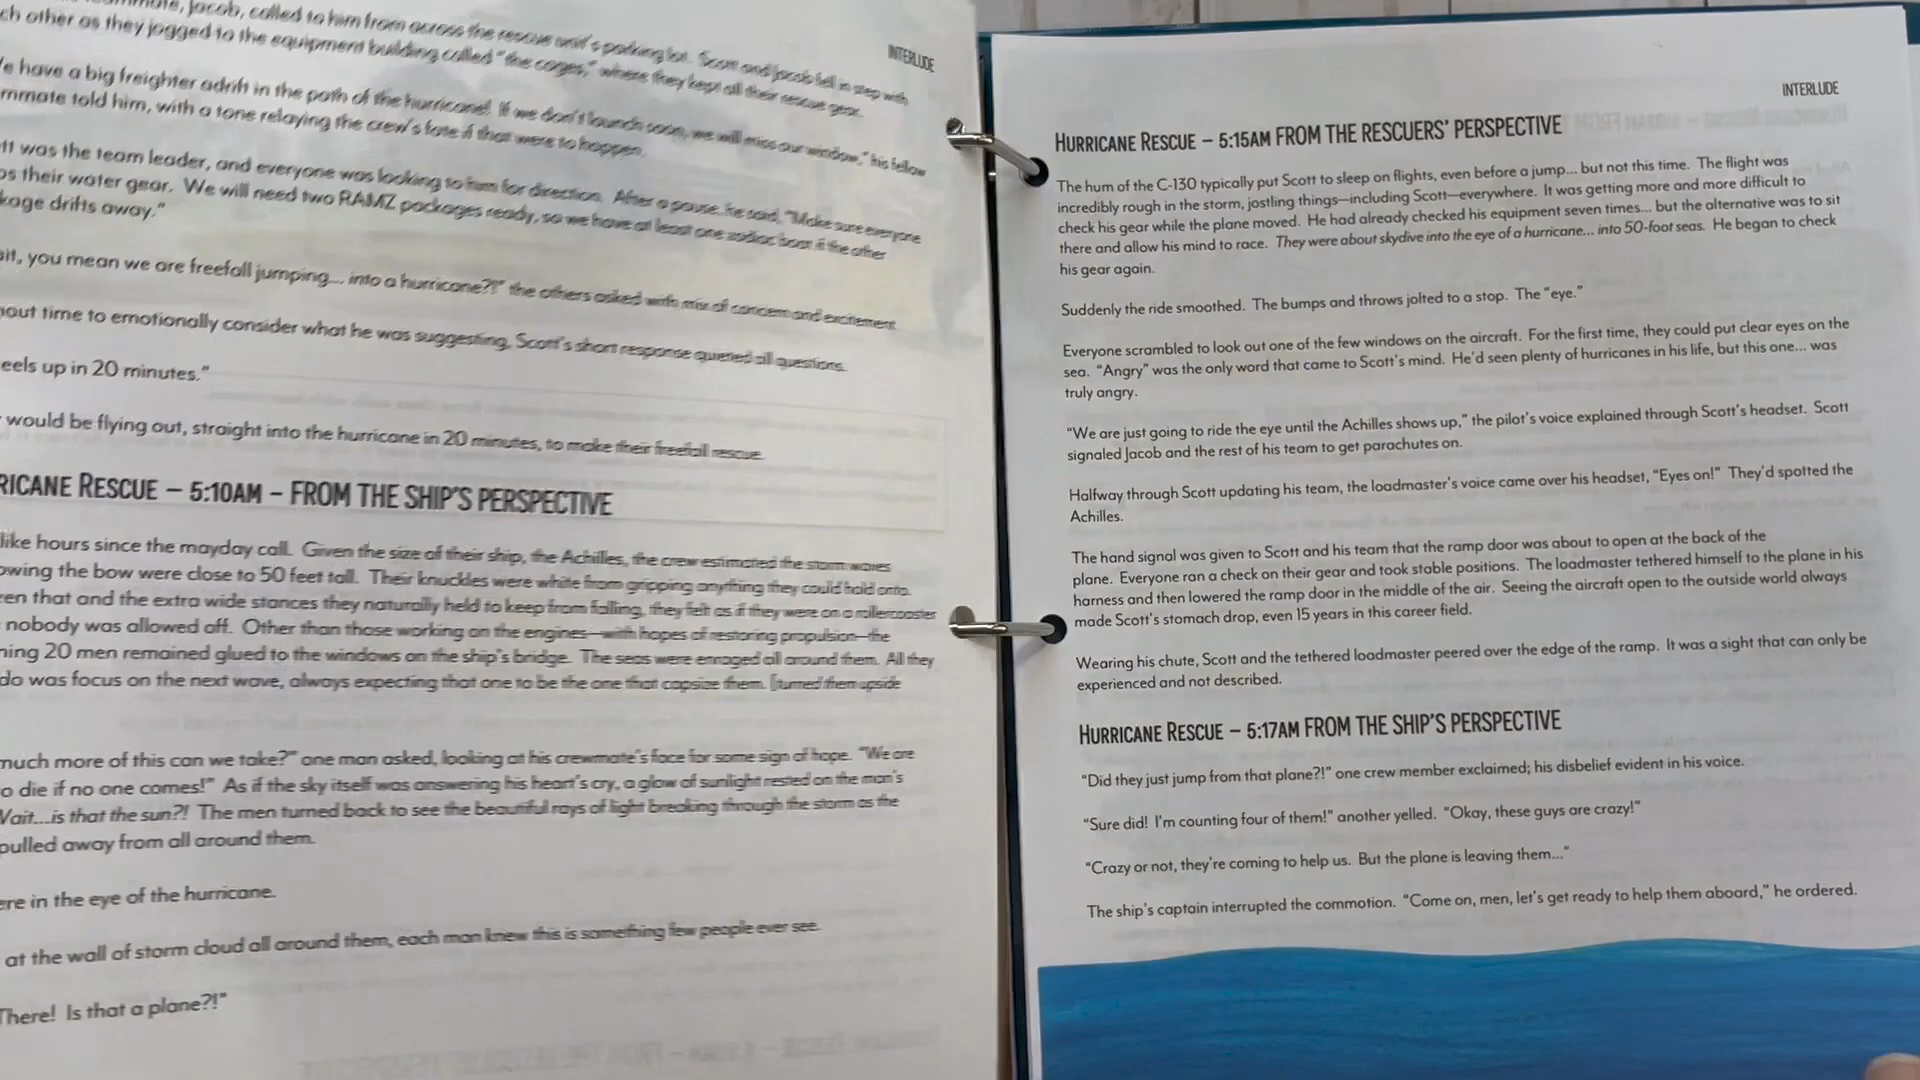 Jacob, called to him from across the rescue unit's parking lot. Scott and Jacob fell in step with
ch other as they jogged to the equipment building called "the cages," where they kept all their rescue gear.
INTERLUDE
e have a big freighter adrift in the path of the hurricane! If we don't launch soon, we will miss our window," his fellow
mmate told him, with a tone relaying the crew's fate if that were to happen.
tt was the team leader, and everyone was looking to him for direction. After a pause, he said, "Make sure everyone
os their water gear. We will need two RAMZ packages ready, so we have at least one zodiac boat if the other
kage drifts away."
it, you mean we are freefall jumping... into a hurricane?!" the others asked with mix of concern and excitement.
hout time to emotionally consider what he was suggesting, Scott's short response quieted all questions.
eels up in 20 minutes."
would be flying out, straight into the hurricane in 20 minutes, to make their freefall rescue.
RICANE RESCUE – 5:10AM – FROM THE SHIP'S PERSPECTIVE
like hours since the mayday call. Given the size of their ship, the Achilles, the crew estimated the storm waves
owing the bow were close to 50 feet tall. Their knuckles were white from gripping anything they could hold onto.
een that and the extra wide stances they naturally held to keep from falling, they felt as if they were on a rollercoaster
nobody was allowed off. Other than those working on the engines—with hopes of restoring propulsion—the
ning 20 men remained glued to the windows on the ship's bridge. The seas were enraged all around them. All they
do was focus on the next wave, always expecting that one to be the one that capsize them. [turned them upside
much more of this can we take?" one man asked, looking at his crewmate's face for some sign of hope. "We are
o die if no one comes!" As if the sky itself was answering his heart's cry, a glow of sunlight rested on the man's
Wait...is that the sun?! The men turned back to see the beautiful rays of light breaking through the storm as the
pulled away from all around them.
ere in the eye of the hurricane.
at the wall of storm cloud all around them, each man knew this is something few people ever see.
There! Is that a plane?!"
INTERLUDE
HURRICANE RESCUE – 5:15AM FROM THE RESCUERS' PERSPECTIVE
The hum of the C-130 typically put Scott to sleep on flights, even before a jump... but not this time. The flight was
incredibly rough in the storm, jostling things—including Scott—everywhere. It was getting more and more difficult to
check his gear while the plane moved. He had already checked his equipment seven times... but the alternative was to sit
there and allow his mind to race. They were about skydive into the eye of a hurricane... into 50-foot seas. He began to check
his gear again.
Suddenly the ride smoothed. The bumps and throws jolted to a stop. The "eye."
Everyone scrambled to look out one of the few windows on the aircraft. For the first time, they could put clear eyes on the
sea. "Angry" was the only word that came to Scott's mind. He'd seen plenty of hurricanes in his life, but this one... was
truly angry.
"We are just going to ride the eye until the Achilles shows up," the pilot's voice explained through Scott's headset. Scott
signaled Jacob and the rest of his team to get parachutes on.
Halfway through Scott updating his team, the loadmaster's voice came over his headset, "Eyes on!" They'd spotted the
Achilles.
The hand signal was given to Scott and his team that the ramp door was about to open at the back of the
plane. Everyone ran a check on their gear and took stable positions. The loadmaster tethered himself to the plane in his
harness and then lowered the ramp door in the middle of the air. Seeing the aircraft open to the outside world always
made Scott's stomach drop, even 15 years in this career field.
Wearing his chute, Scott and the tethered loadmaster peered over the edge of the ramp. It was a sight that can only be
experienced and not described.
HURRICANE RESCUE – 5:17AM FROM THE SHIP'S PERSPECTIVE
"Did they just jump from that plane?!" one crew member exclaimed; his disbelief evident in his voice.
"Sure did! I'm counting four of them!" another yelled. "Okay, these guys are crazy!"
"Crazy or not, they're coming to help us. But the plane is leaving them..."
The ship's captain interrupted the commotion. "Come on, men, let's get ready to help them aboard," he ordered.